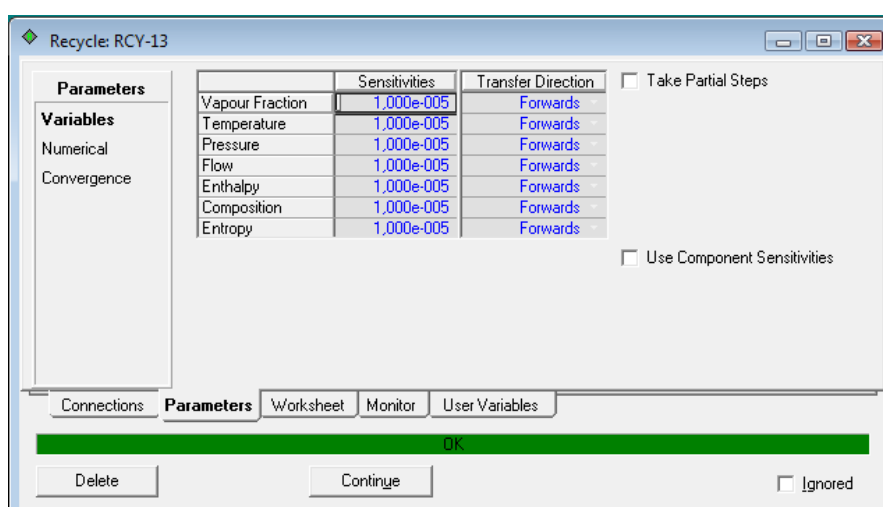 Recycle: RCY-13
Parameters
Variables
Numerical
Convergence
Sensitivities Transfer Direction
Vapour Fraction 1,000e-005 Forwards
Temperature 1,000e-005 Forwards
Pressure 1,000e-005 Forwards
Flow 1,000e-005 Forwards
Enthalpy 1,000e-005 Forwards
Composition 1,000e-005 Forwards
Entropy 1,000e-005 Forwards
Take Partial Steps
Use Component Sensitivities
Connections Parameters Worksheet Monitor User Variables
OK
Delete Continue Ignored